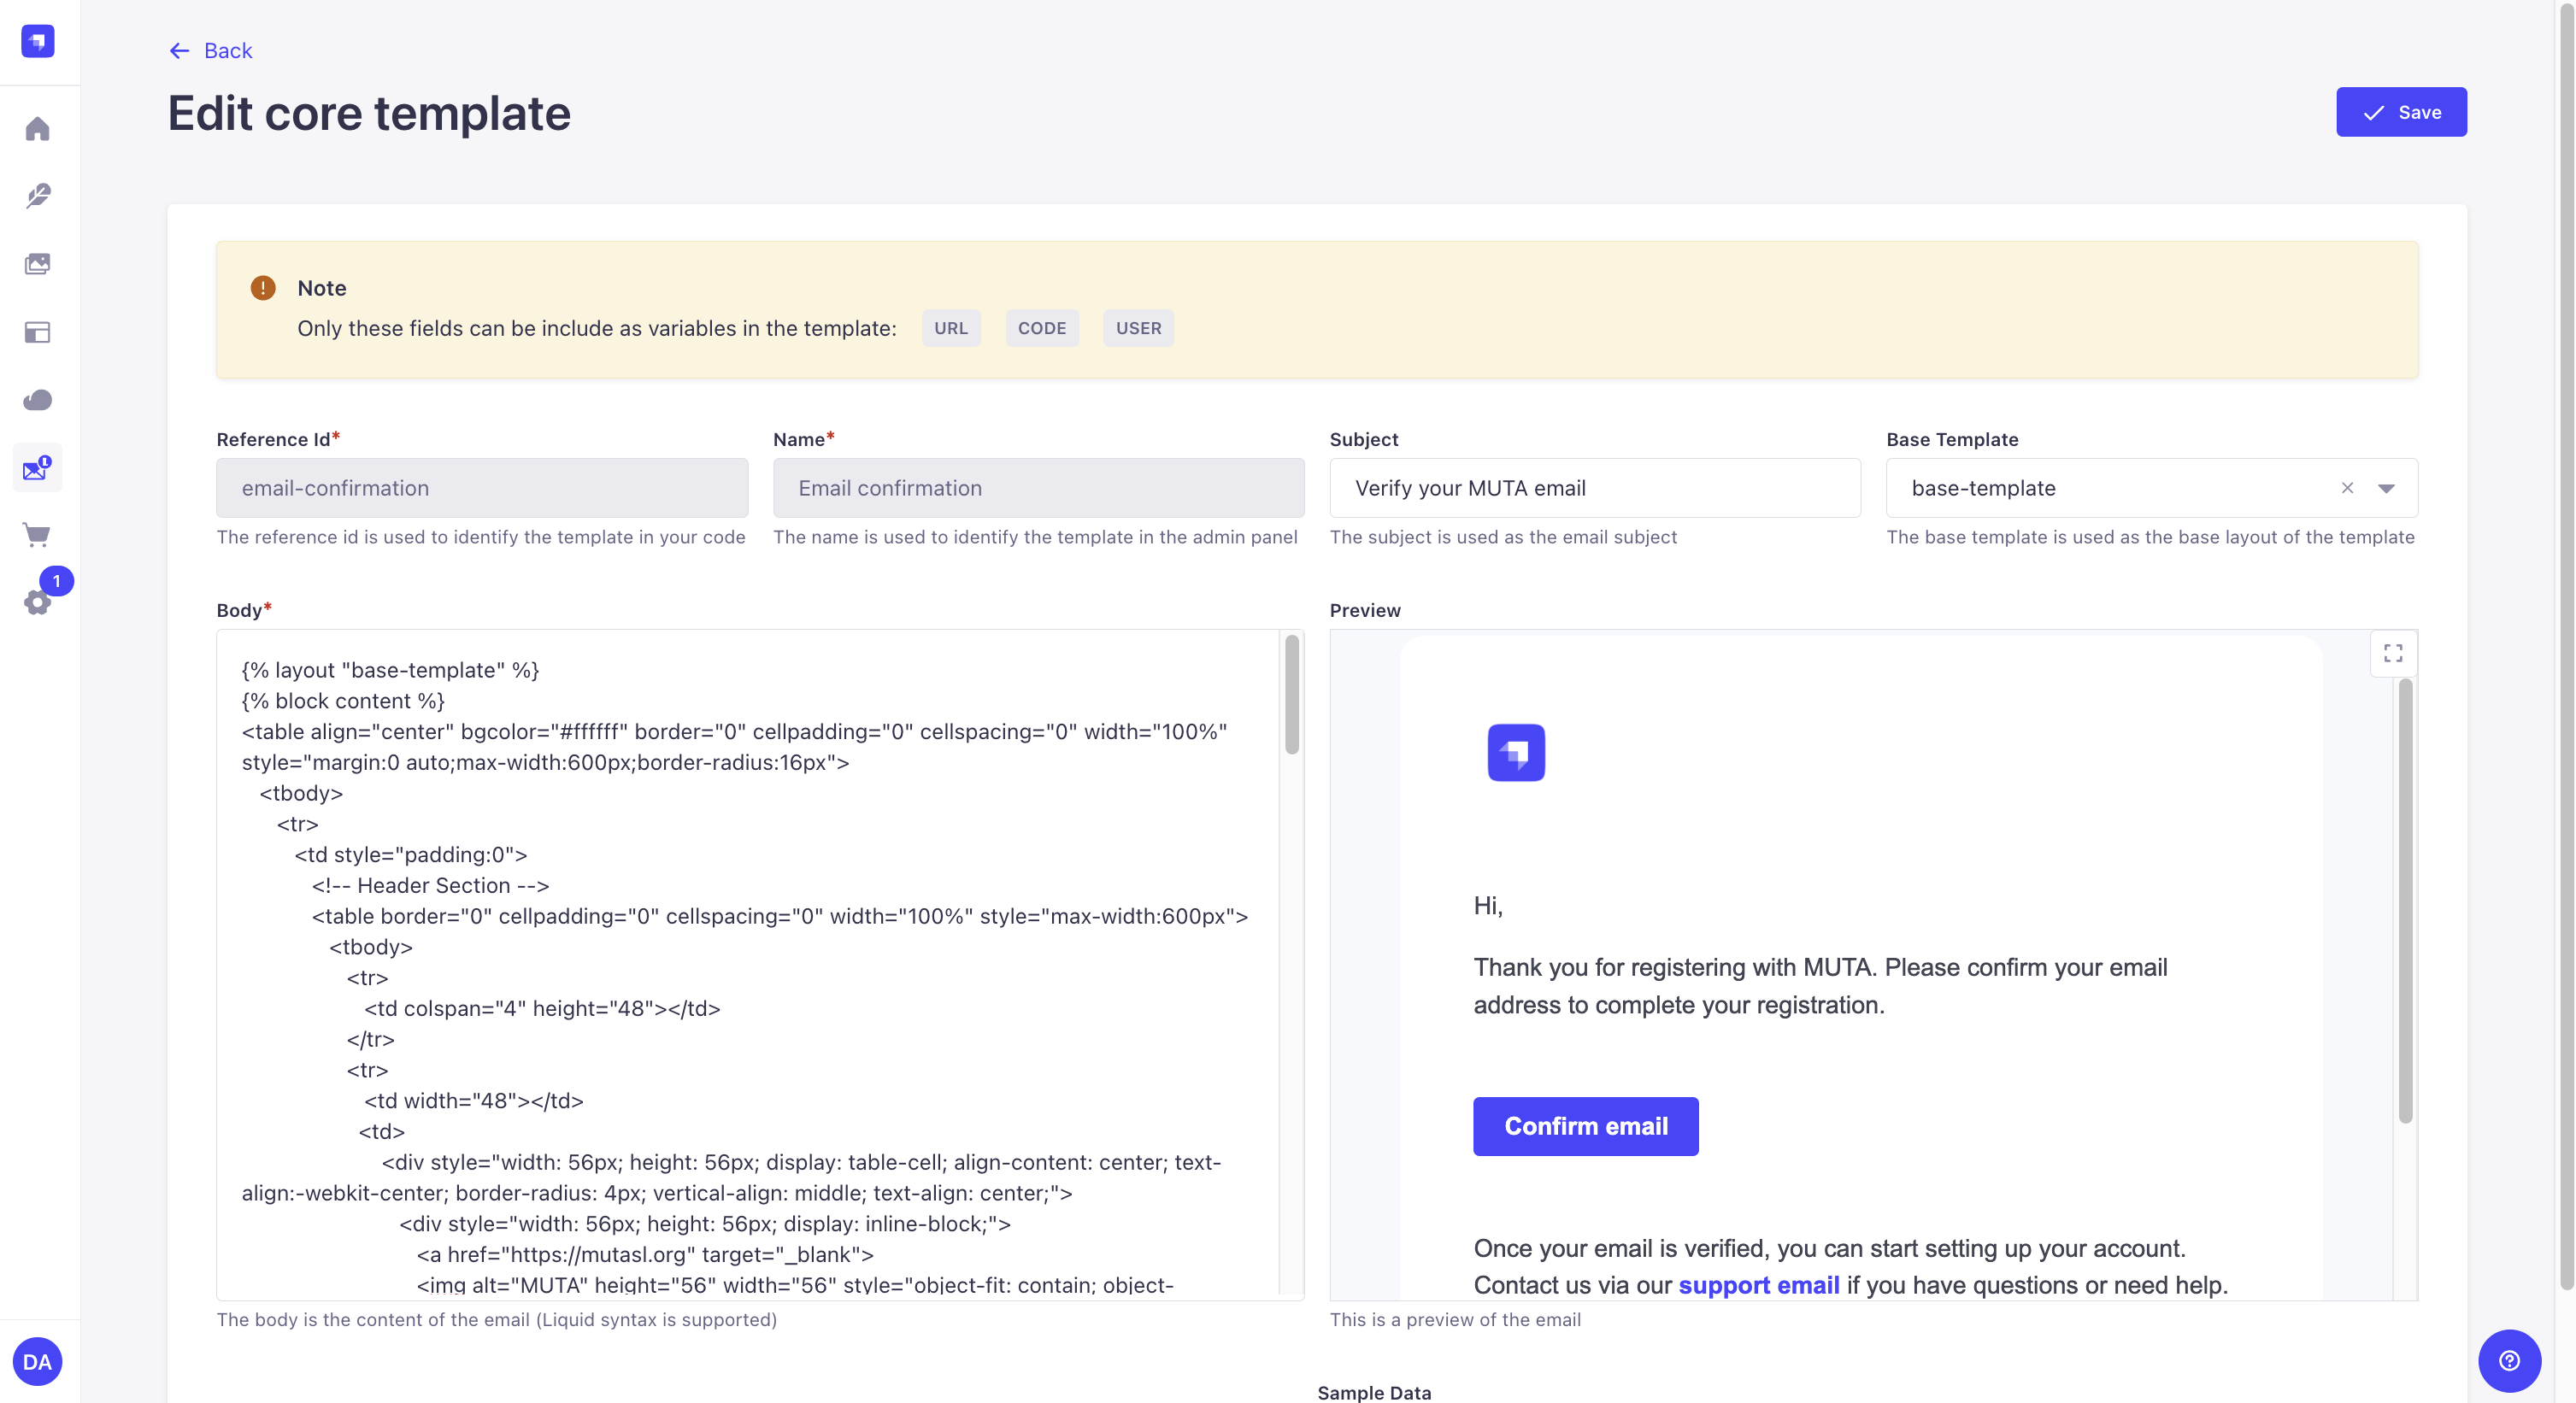 Back
Edit core template
Save
Note
Only these fields can be include as variables in the template: URL CODE USER
Reference Id*
email-confirmation
The reference id is used to identify the template in your code
Name*
Email confirmation
The name is used to identify the template in the admin panel
Subject
Verify your MUTA email
The subject is used as the email subject
Base Template
base-template
The base template is used as the base layout of the template
1
Body*
{% layout "base-template" %}
{% block content %}
<table align="center" bgcolor="#ffffff" border="0" cellpadding="0" cellspacing="0" width="100%"
style="margin:0 auto;max-width:600px;border-radius:16px">
<tbody>
<tr>
<td style="padding:0">
<!-- Header Section -->
<table border="0" cellpadding="0" cellspacing="0" width="100%" style="max-width:600px">
<tbody>
<tr>
<td colspan="4" height="48"></td>
</tr>
<tr>
<td width="48"></td>
<td>
<div style="width: 56px; height: 56px; display: table-cell; align-content: center; text-
align:-webkit-center; border-radius: 4px; vertical-align: middle; text-align: center;">
<div style="width: 56px; height: 56px; display: inline-block;">
<a href="https://mutasl.org" target="_blank">
<img alt="MUTA" height="56" width="56" style="object-fit: contain; object-
The body is the content of the email (Liquid syntax is supported)
Preview
Hi,
Thank you for registering with MUTA. Please confirm your email
address to complete your registration.
Confirm email
Once your email is verified, you can start setting up your account.
Contact us via our support email if you have questions or need help.
This is a preview of the email
Sample Data
DA